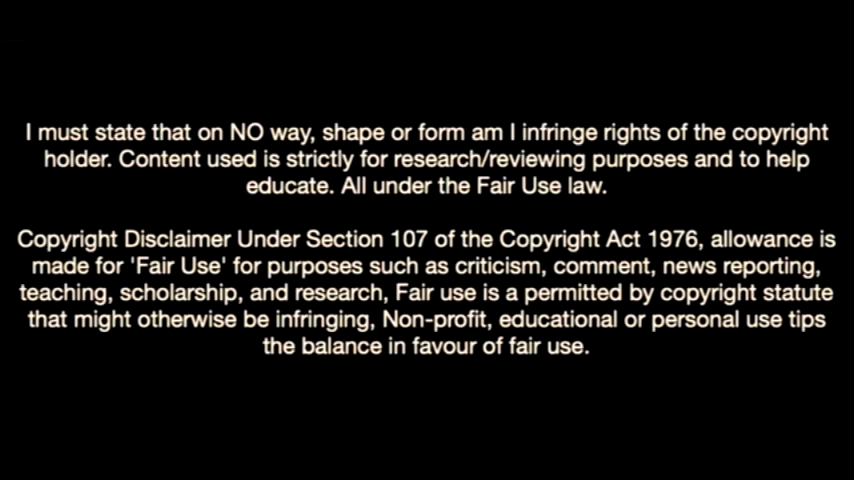 I must state that on NO way, shape or form am I infringe rights of the copyright
holder. Content used is strictly for research/reviewing purposes and to help
educate. All under the Fair Use law.
Copyright Disclaimer Under Section 107 of the Copyright Act 1976, allowance is
made for 'Fair Use' for purposes such as criticism, comment, news reporting,
teaching, scholarship, and research, Fair use is a permitted by copyright statute
that might otherwise be infringing, Non-profit, educational or personal use tips
the balance in favour of fair use.